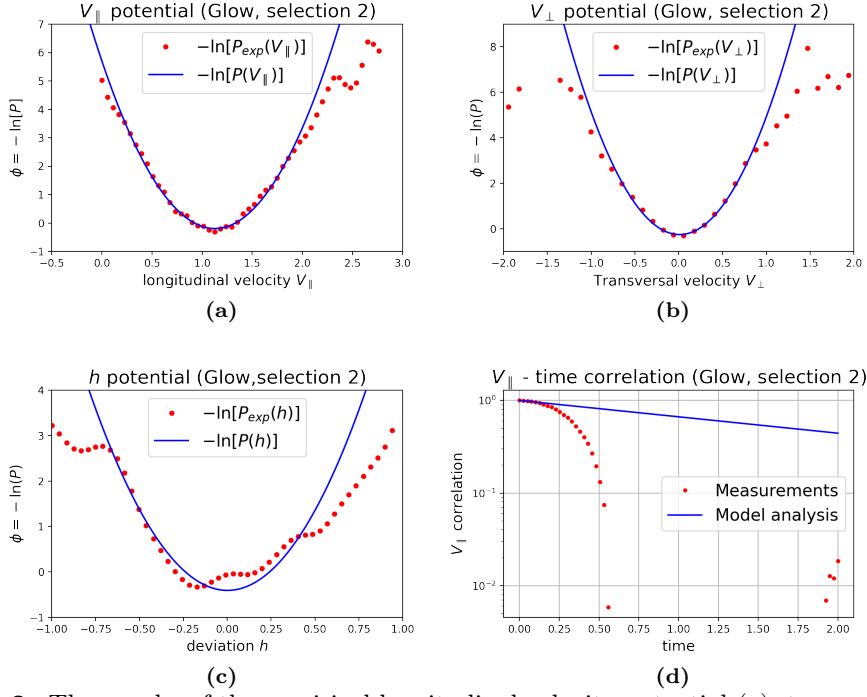 V∥ potential (Glow, selection 2)
−ln[P_exp(V∥)]
−ln[P(V∥)]
ϕ = − ln[P]
7
6
5
4
3
2
1
0
−1
−0.5 0.0 0.5 1.0 1.5 2.0 2.5 3.0
longitudinal velocity V∥
(a)
V⊥ potential (Glow, selection 2)
−ln[P_exp(V⊥)]
−ln[P(V⊥)]
ϕ = − ln(P)
8
6
4
2
0
−2.0 −1.5 −1.0 −0.5 0.0 0.5 1.0 1.5 2.0
Transversal velocity V⊥
(b)
h potential (Glow,selection 2)
−ln[P_exp(h)]
−ln[P(h)]
ϕ = − ln(P)
4
3
2
1
0
−1
−1.00 −0.75 −0.50 −0.25 0.00 0.25 0.50 0.75 1.00
deviation h
(c)
V∥ - time correlation (Glow, selection 2)
Measurements
Model analysis
V∥ correlation
10⁰
10⁻¹
10⁻²
0.00 0.25 0.50 0.75 1.00 1.25 1.50 1.75 2.00
time
(d)